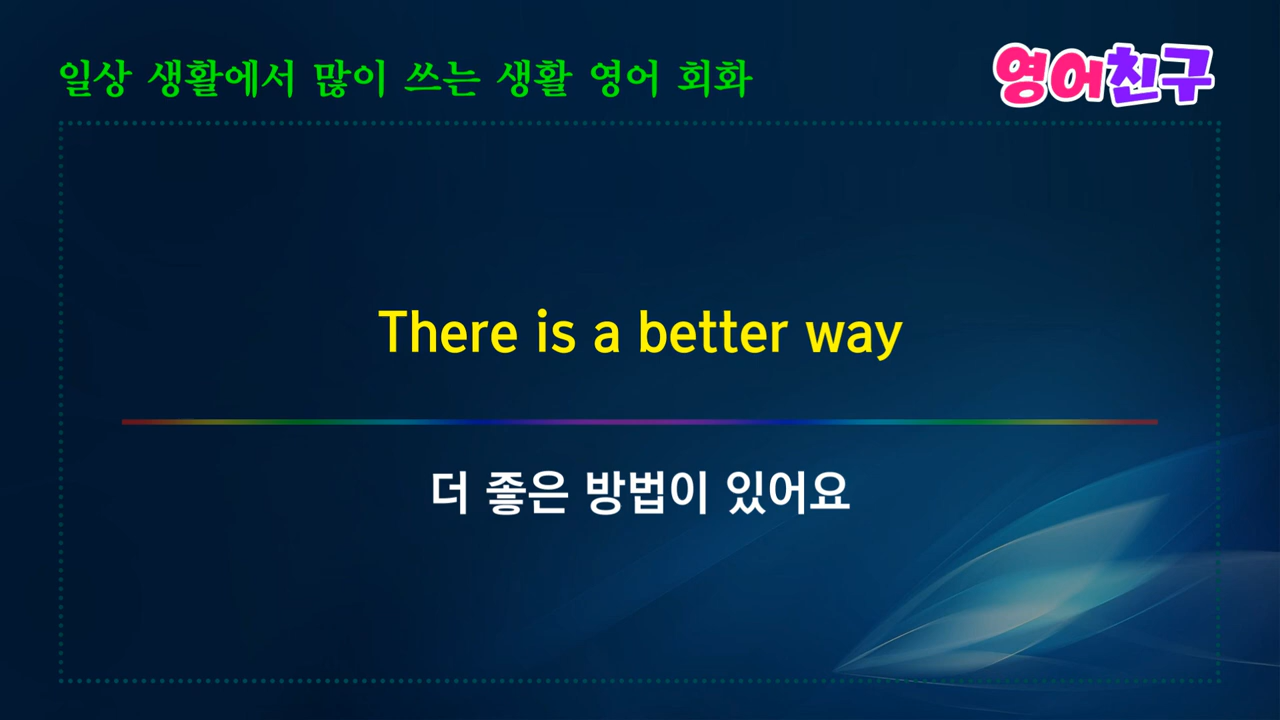 일상 생활에서 많이 쓰는 생활 영어 회화
영어친구
There is a better way
더 좋은 방법이 있어요